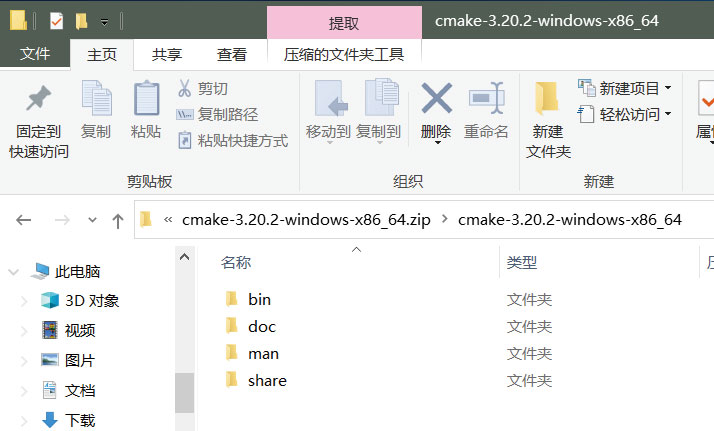 提取
cmake-3.20.2-windows-x86_64
文件
主页
共享
查看
压缩的文件夹工具
固定到
快速访问
复制
粘贴
剪切
复制路径
粘贴快捷方式
剪贴板
移动到
复制到
删除
重命名
组织
新建
文件夹
新建项目
轻松访问
新建
« cmake-3.20.2-windows-x86_64.zip > cmake-3.20.2-windows-x86_64
此电脑
3D 对象
视频
图片
文档
下载
名称 类型
bin 文件夹
doc 文件夹
man 文件夹
share 文件夹